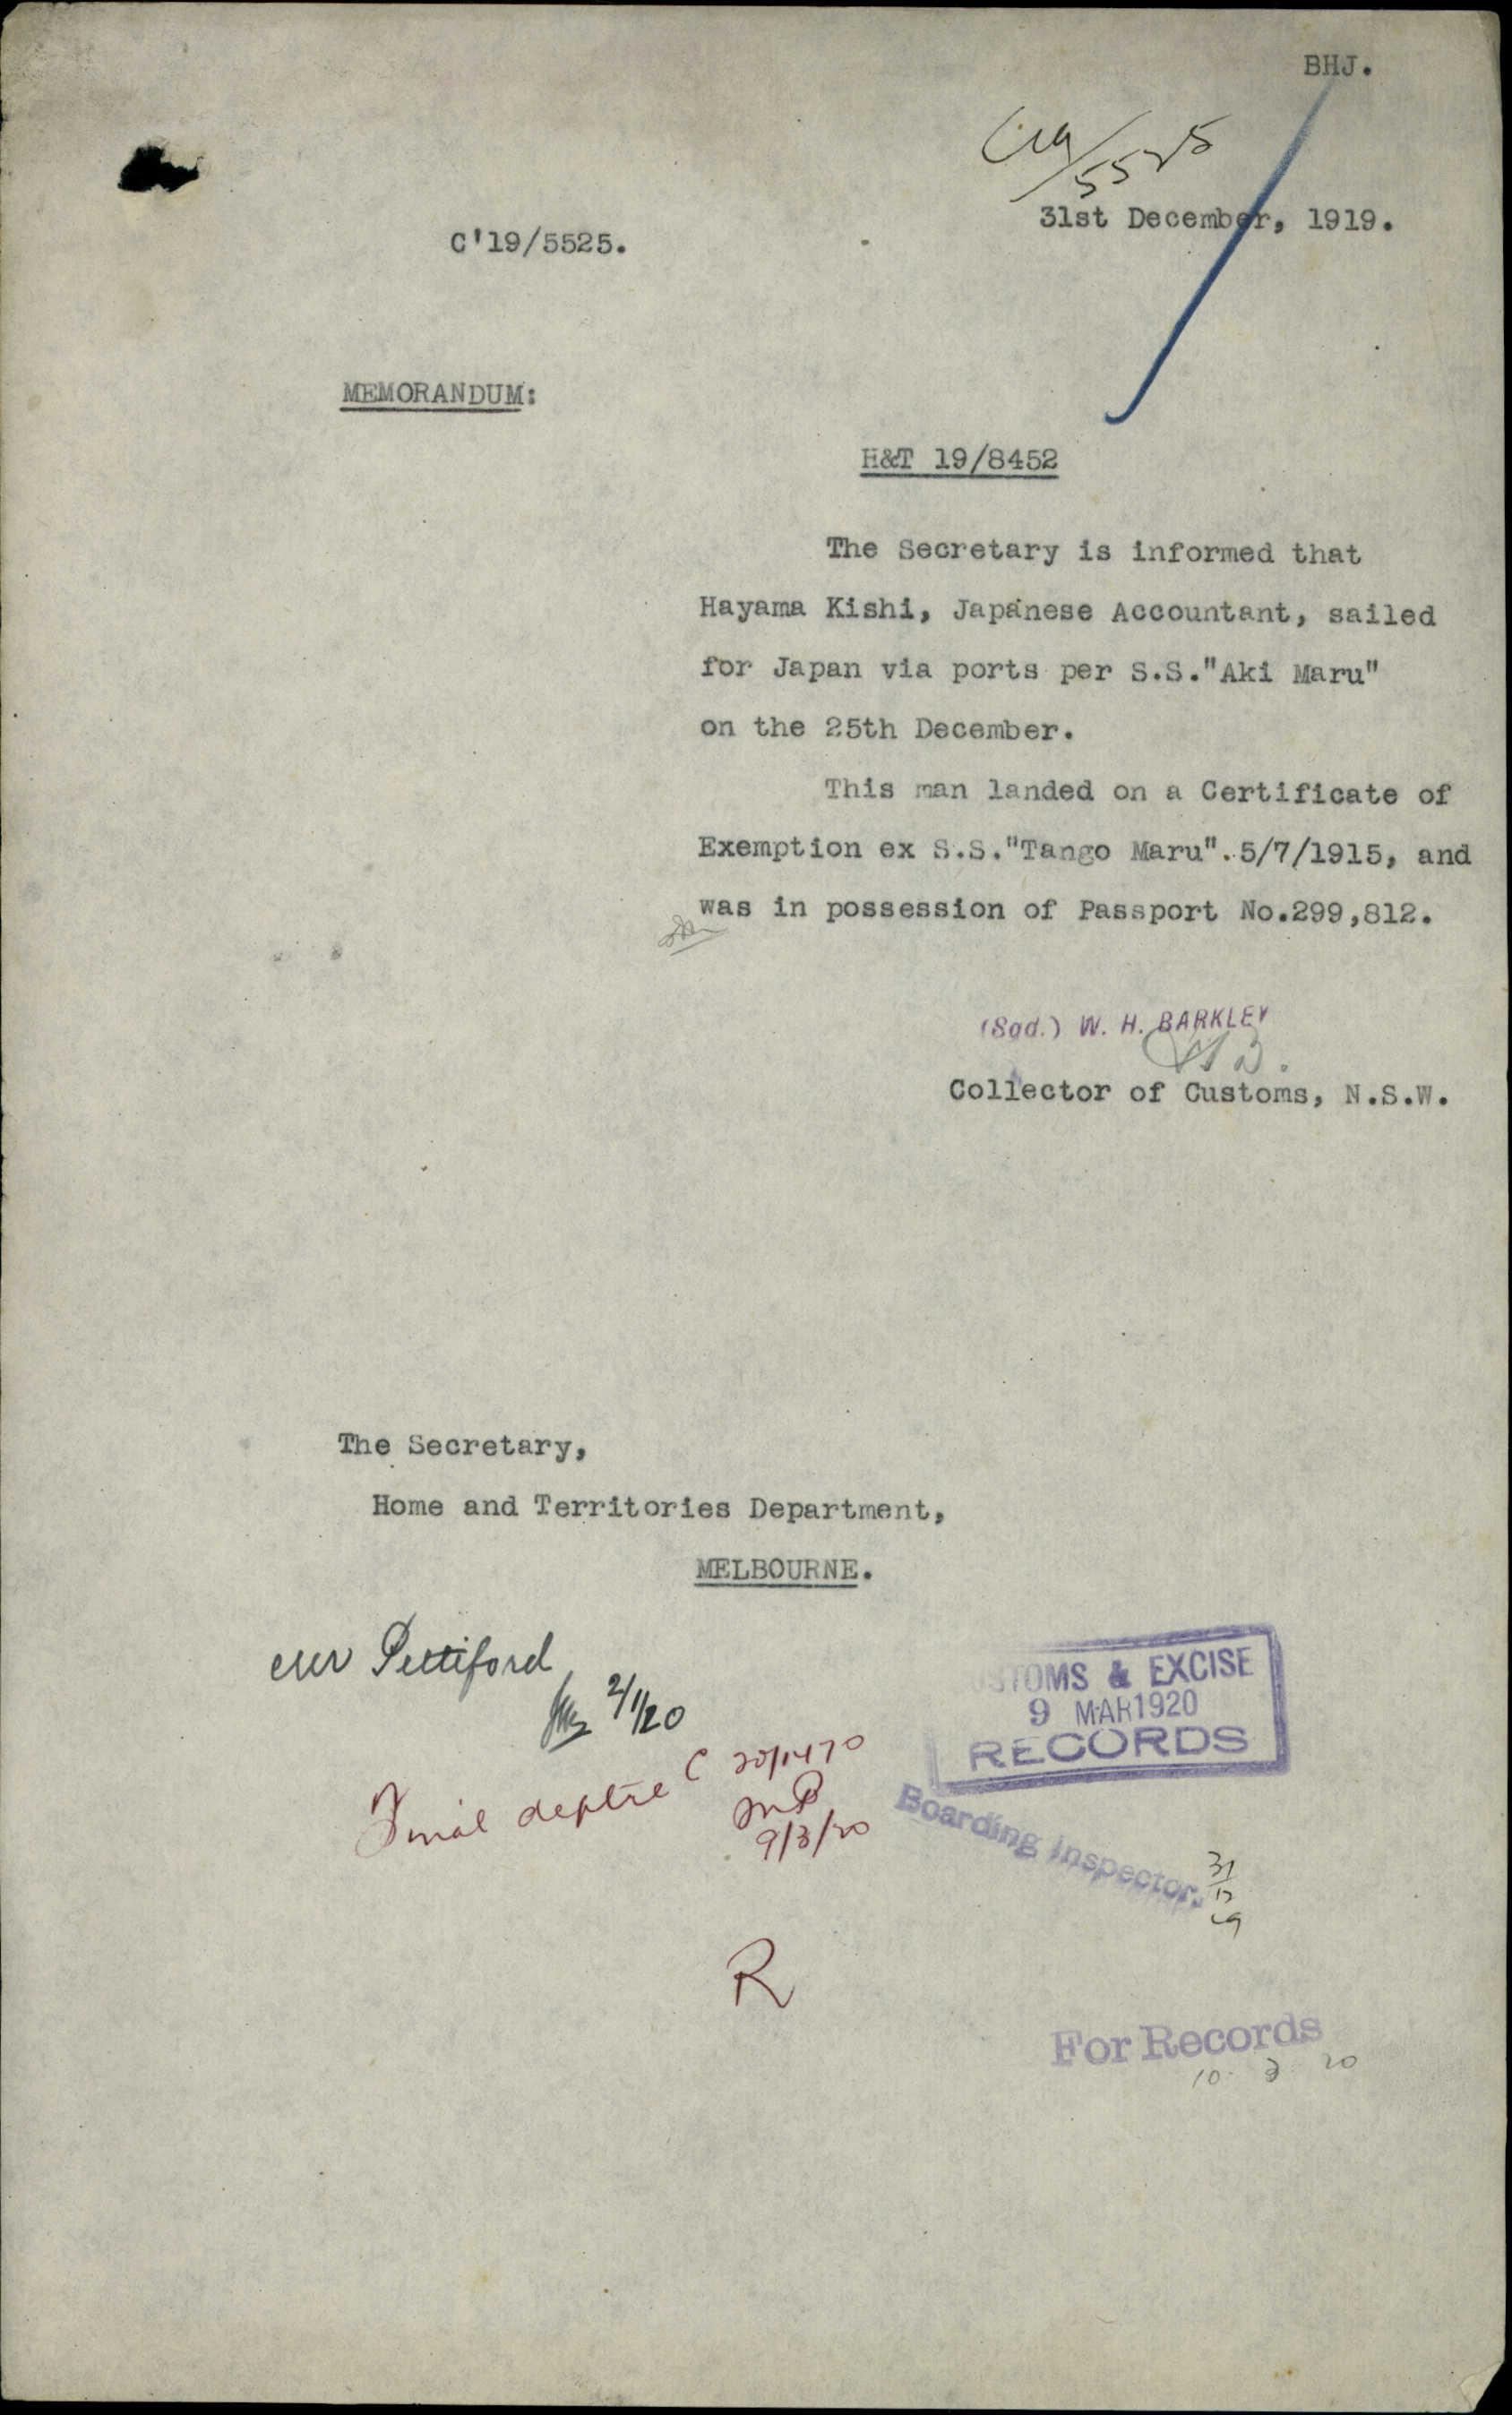 BHJ.
C19/5525
31st December, 1919.
C'19/5525.
MEMORANDUM:
H&T 19/8452
The Secretary is informed that
Hayama Kishi, Japanese Accountant, sailed
for Japan via ports per S.S."Aki Maru"
on the 25th December.
This man landed on a Certificate of
Exemption ex S.S."Tango Maru". 5/7/1915, and
was in possession of Passport No.299,812.
(Sgd.) W. H. BARKLEY
Collector of Customs, N.S.W.
The Secretary,
Home and Territories Department,
MELBOURNE.
Pettiford
2/1/20
STOMS & EXCISE
9 MAR 1920
RECORDS
Final deptre C 20/1470
9/3/20
Boarding Inspector.
31
12
19
R
For Records
10 3 20